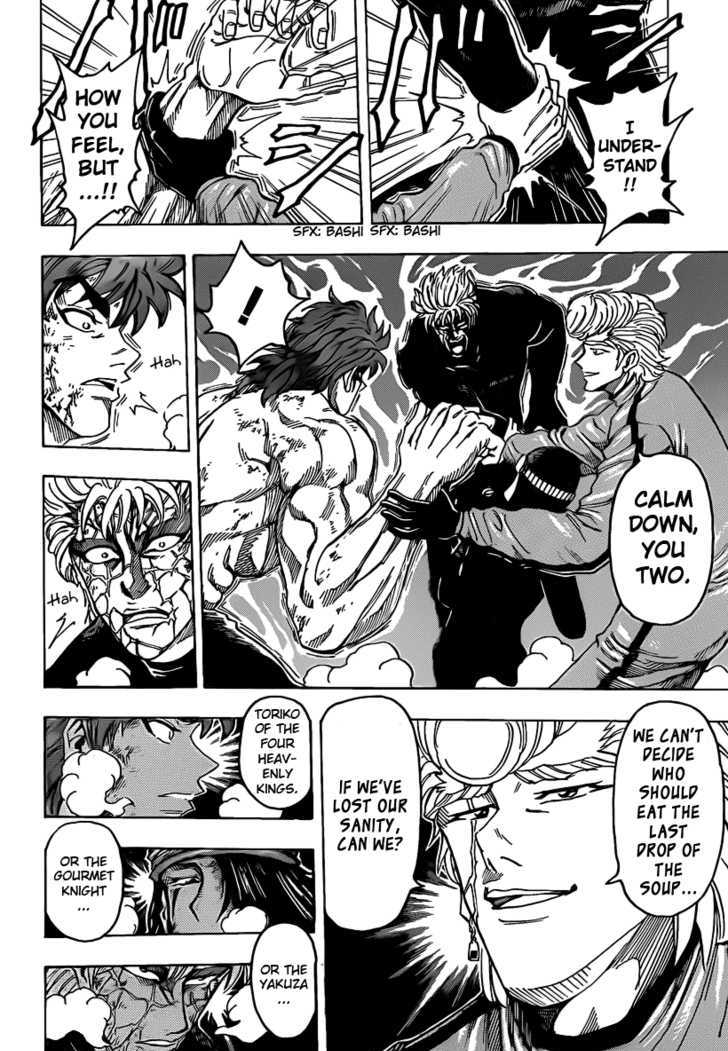 I
UNDER-
STAND
!!
SFX: BASHI
HOW
YOU
FEEL,
BUT
...!!
SFX: BASHI
!
CALM
DOWN,
YOU
TWO.
Hah
Hah
WE CAN'T
DECIDE
WHO
SHOULD
EAT THE
LAST
DROP OF
THE
SOUP...
IF WE'VE
LOST OUR
SANITY,
CAN WE?
TORIKO
OF THE
FOUR
HEAV-
ENLY
KINGS.
OR THE
GOURMET
KNIGHT
...
OR THE
YAKUZA
...